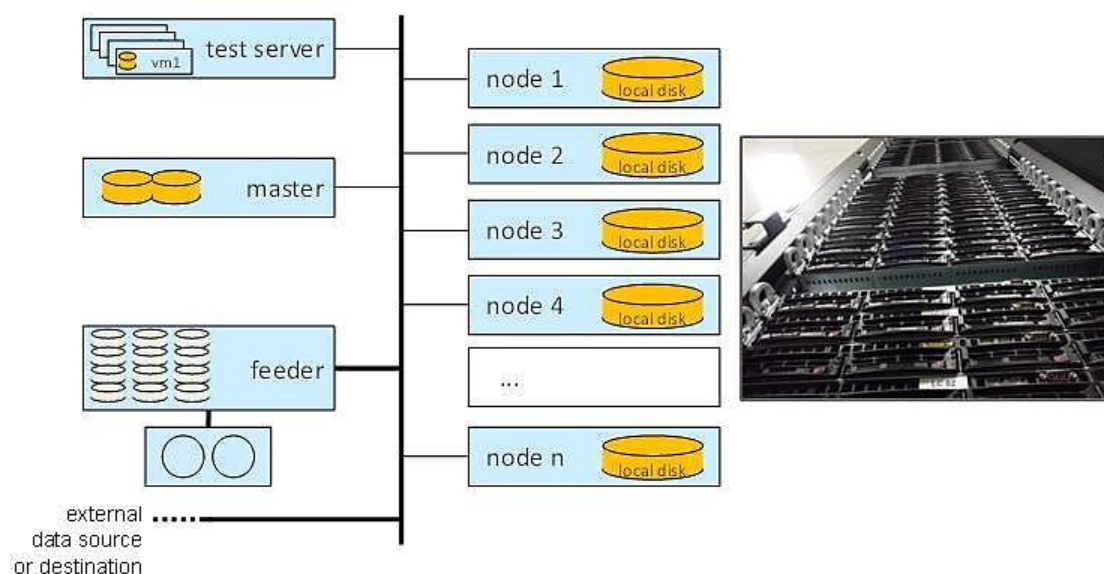 vm1
test server
node 1
local disk
node 2
local disk
master
node 3
local disk
node 4
local disk
feeder
...
node n
local disk
external
data source
or destination